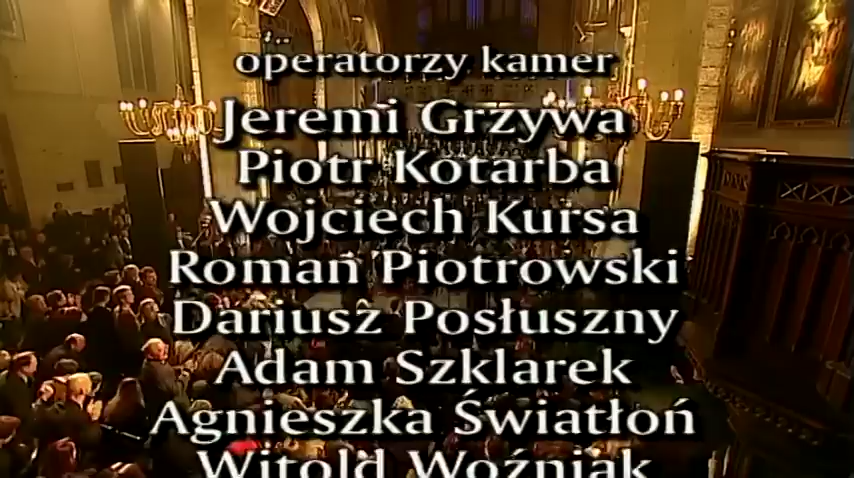 operatorzy kamer
Jeremi Grzywa
Piotr Kotarba
Wojciech Kursa
Roman Piotrowski
Dariusz Posłuszny
Adam Szklarek
Agnieszka Światłoń
Witold Woźniak